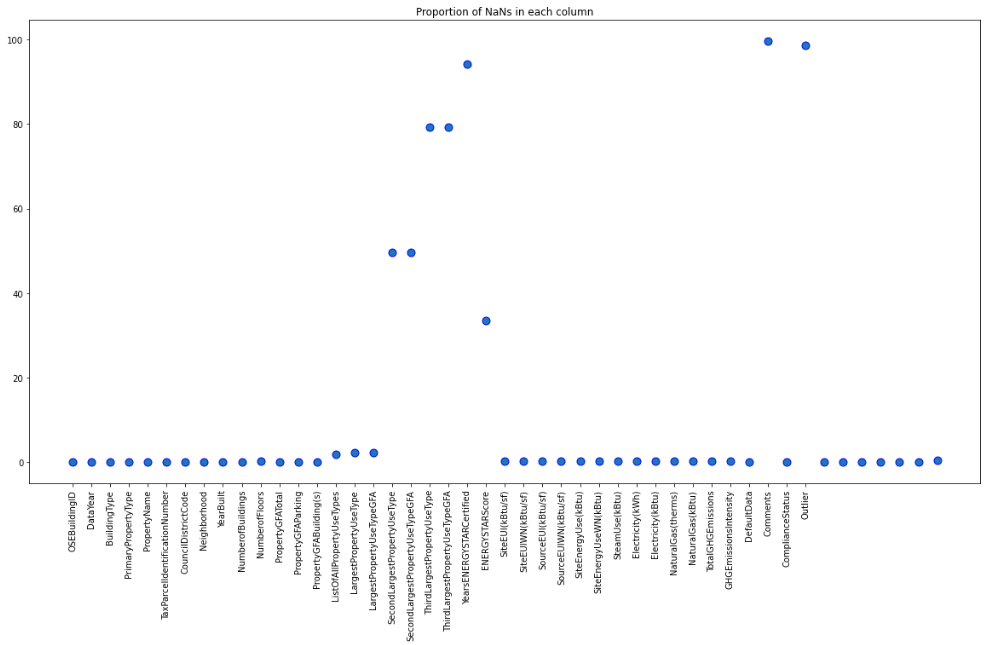 Proportion of NaNs in each column
100
80
60
40
20
0
OSEBuildingID
DataYear
BuildingType
PrimaryPropertyType
PropertyName
TaxParcelIdentificationNumber
CouncilDistrictCode
Neighborhood
YearBuilt
NumberofBuildings
NumberofFloors
PropertyGFATotal
PropertyGFAParking
PropertyGFABuilding(s)
ListOfAllPropertyUseTypes
LargestPropertyUseType
LargestPropertyUseTypeGFA
SecondLargestPropertyUseType
SecondLargestPropertyUseTypeGFA
ThirdLargestPropertyUseType
ThirdLargestPropertyUseTypeGFA
YearsENERGYSTARCertified
ENERGYSTARScore
SiteEUI(kBtu/sf)
SiteEUIWN(kBtu/sf)
SourceEUI(kBtu/sf)
SourceEUIWN(kBtu/sf)
SiteEnergyUse(kBtu)
SiteEnergyUseWN(kBtu)
SteamUse(kBtu)
Electricity(kWh)
Electricity(kBtu)
NaturalGas(therms)
NaturalGas(kBtu)
TotalGHGEmissions
GHGEmissionsIntensity
DefaultData
Comments
ComplianceStatus
Outlier